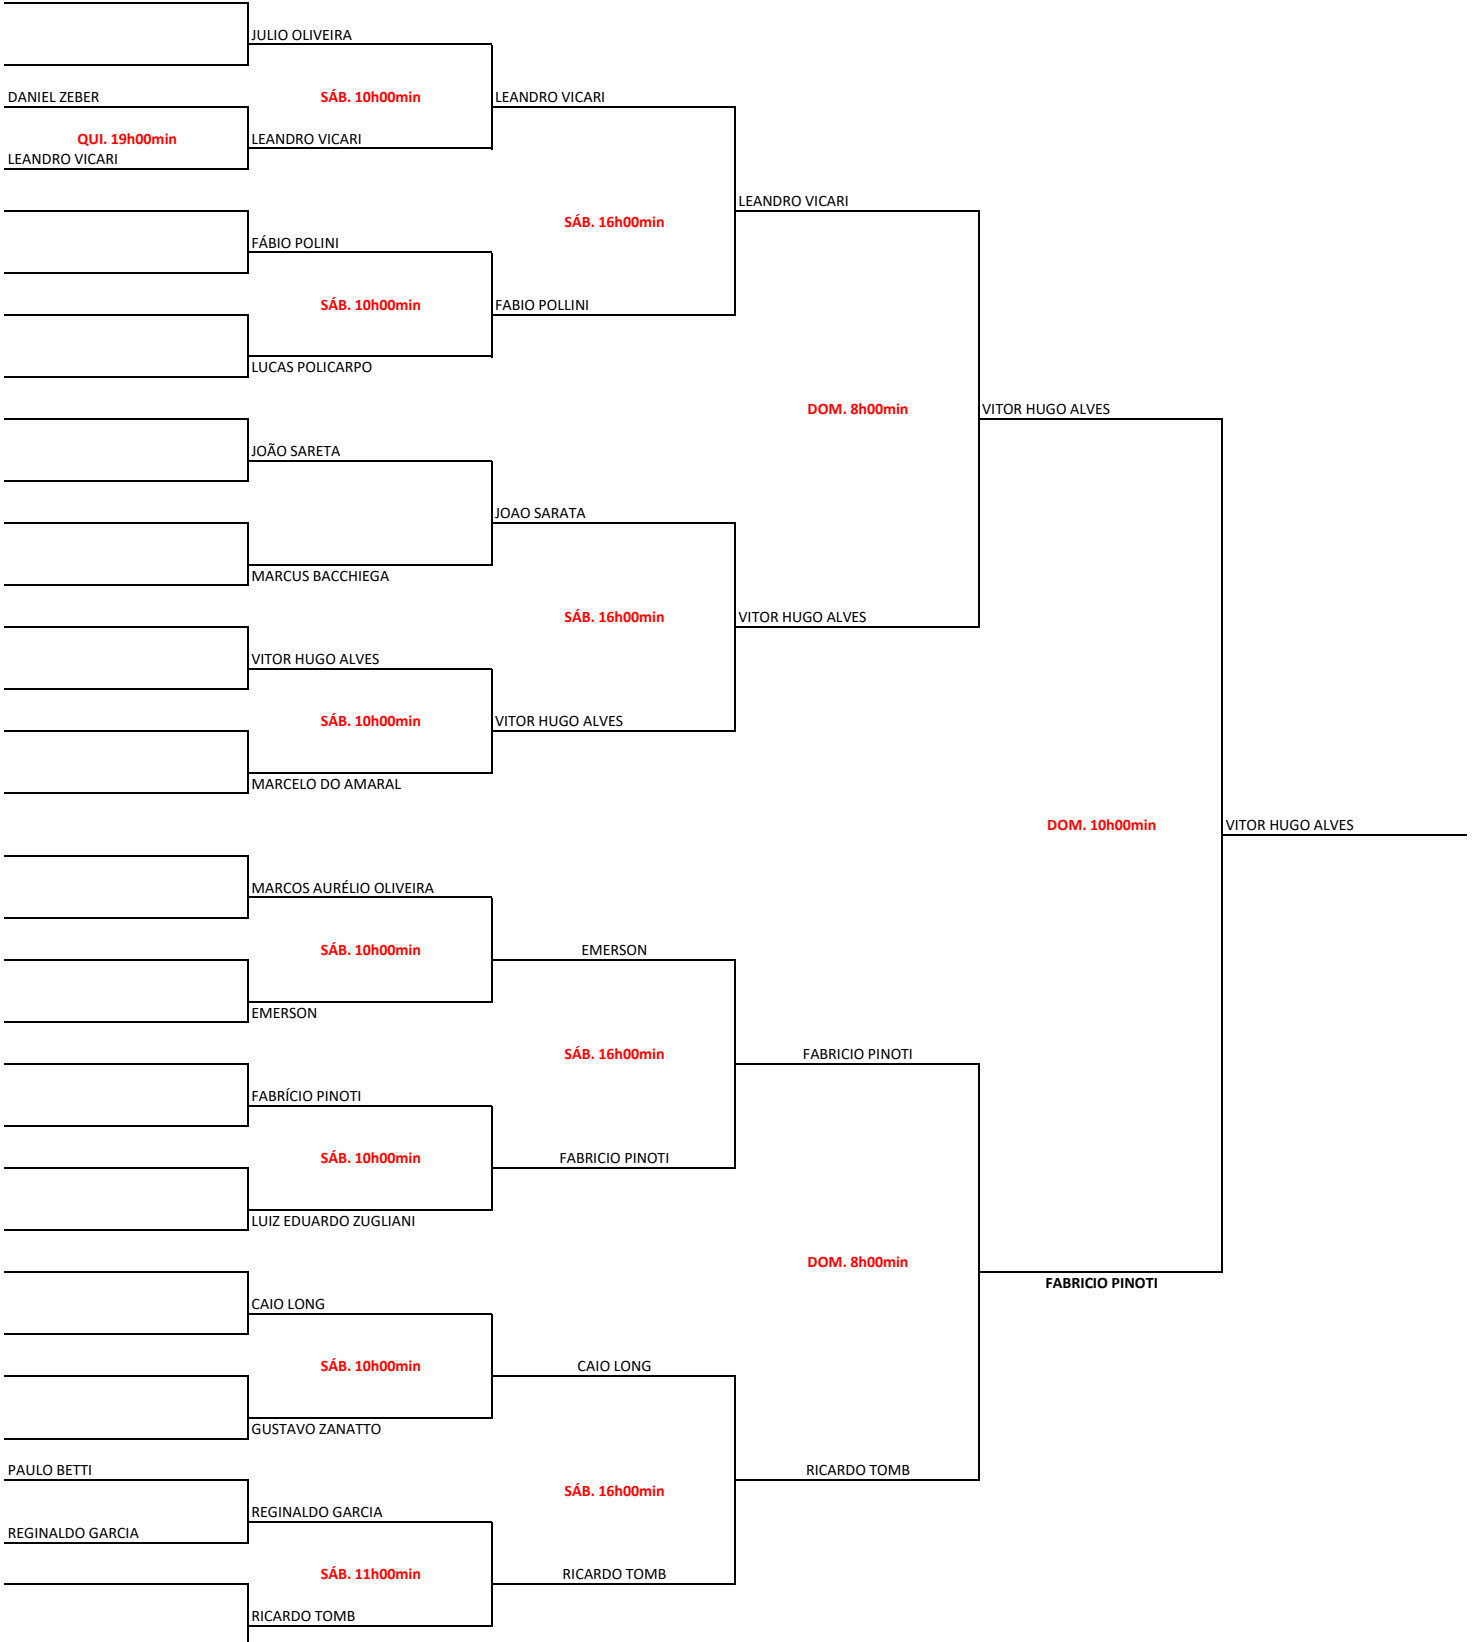 JULIO OLIVEIRA
DANIEL ZEBER
SÁB. 10h00min
LEANDRO VICARI
QUI. 19h00min
LEANDRO VICARI
LEANDRO VICARI
LEANDRO VICARI
SÁB. 16h00min
FÁBIO POLINI
SÁB. 10h00min
FABIO POLLINI
LUCAS POLICARPO
DOM. 8h00min
VITOR HUGO ALVES
JOÃO SARETA
JOAO SARATA
MARCUS BACCHIEGA
SÁB. 16h00min
VITOR HUGO ALVES
VITOR HUGO ALVES
SÁB. 10h00min
VITOR HUGO ALVES
MARCELO DO AMARAL
DOM. 10h00min
VITOR HUGO ALVES
MARCOS AURÉLIO OLIVEIRA
SÁB. 10h00min
EMERSON
EMERSON
SÁB. 16h00min
FABRICIO PINOTI
FABRÍCIO PINOTI
SÁB. 10h00min
FABRICIO PINOTI
LUIZ EDUARDO ZUGLIANI
DOM. 8h00min
FABRICIO PINOTI
CAIO LONG
SÁB. 10h00min
CAIO LONG
GUSTAVO ZANATTO
PAULO BETTI
RICARDO TOMB
SÁB. 16h00min
REGINALDO GARCIA
REGINALDO GARCIA
SÁB. 11h00min
RICARDO TOMB
RICARDO TOMB